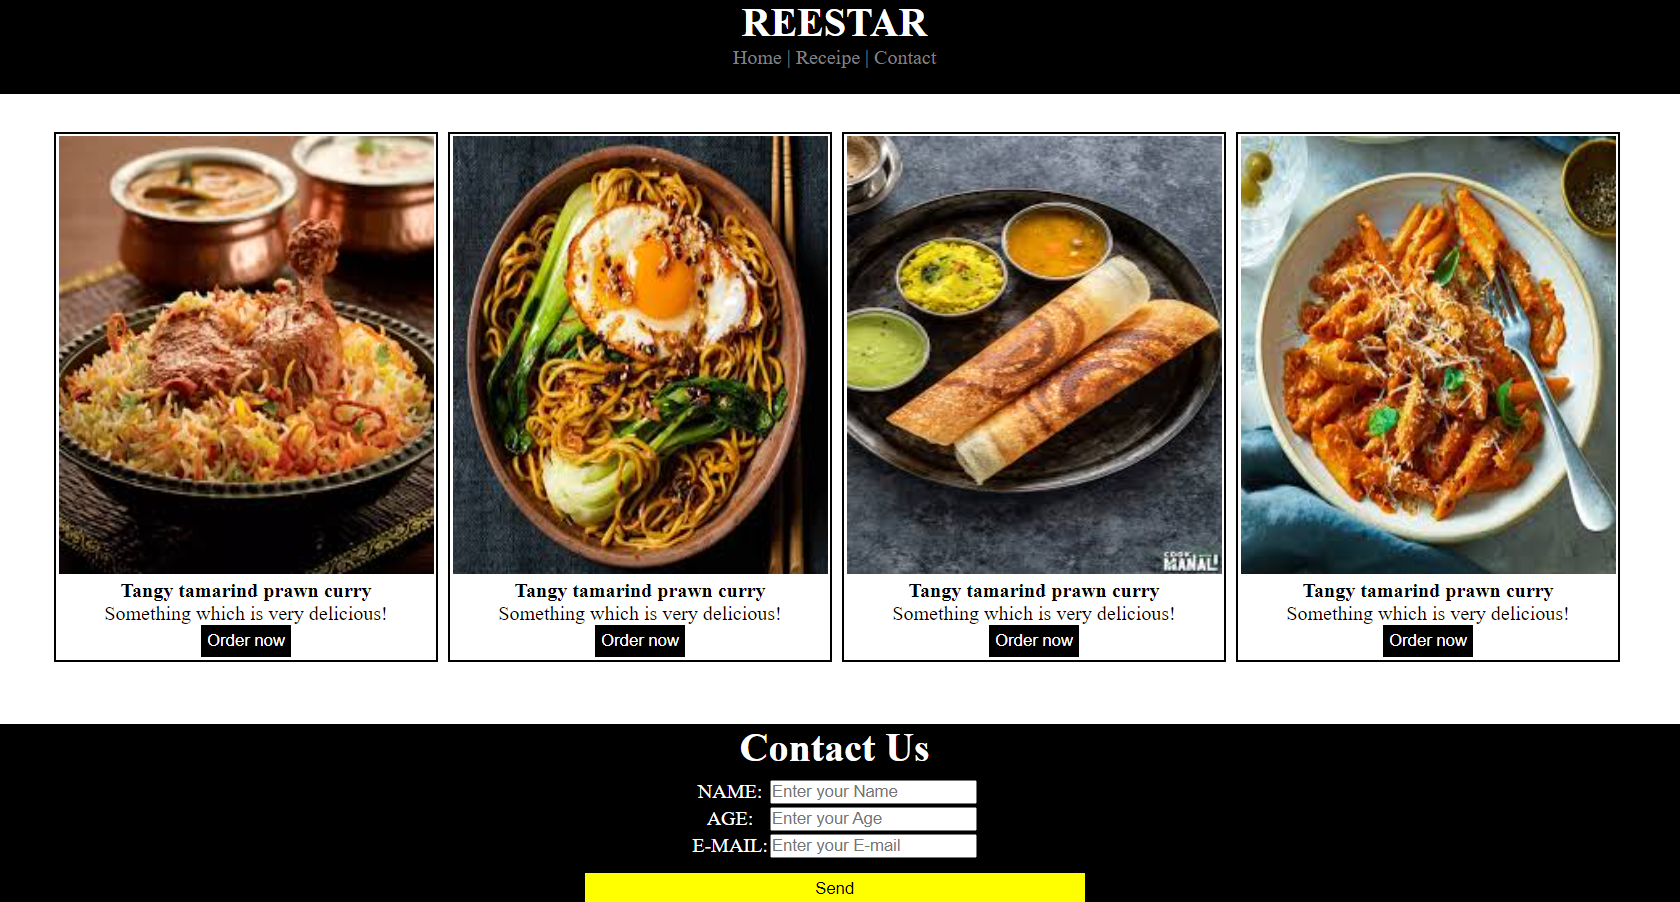 REESTAR
Home | Receipe | Contact
COOK
MANALI
Tangy tamarind prawn curry
Something which is very delicious!
Order now
Tangy tamarind prawn curry
Something which is very delicious!
Order now
Tangy tamarind prawn curry
Something which is very delicious!
Order now
Tangy tamarind prawn curry
Something which is very delicious!
Order now
Contact Us
NAME: Enter your Name
AGE: Enter your Age
E-MAIL: Enter your E-mail
Send